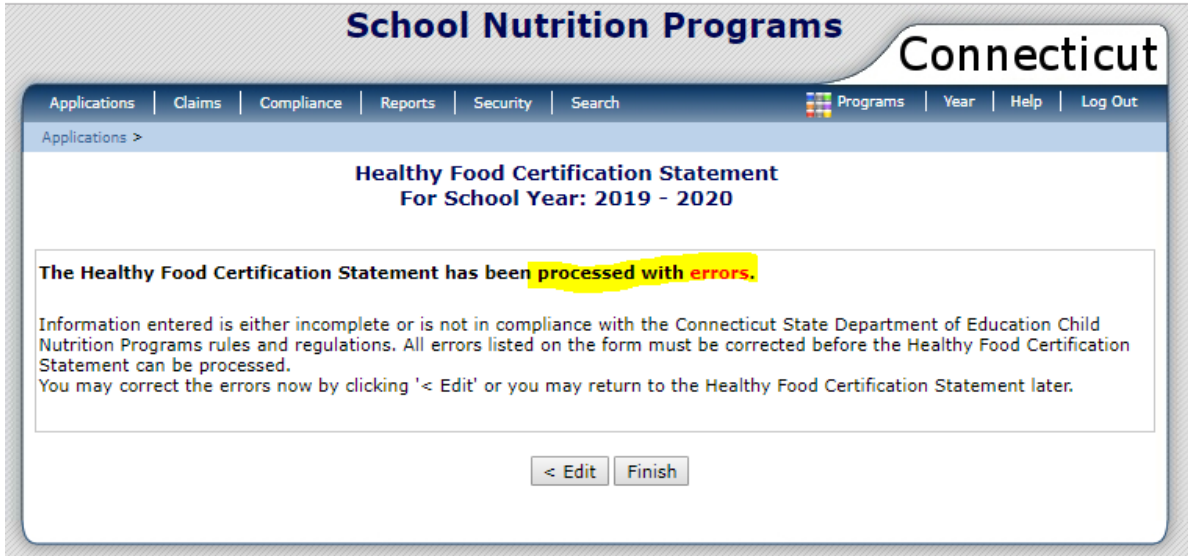 School Nutrition Programs
Connecticut
Applications | Claims | Compliance | Reports | Security | Search Programs | Year | Help | Log Out
Applications >
Healthy Food Certification Statement
For School Year: 2019 - 2020
The Healthy Food Certification Statement has been processed with errors.
Information entered is either incomplete or is not in compliance with the Connecticut State Department of Education Child
Nutrition Programs rules and regulations. All errors listed on the form must be corrected before the Healthy Food Certification
Statement can be processed.
You may correct the errors now by clicking '< Edit' or you may return to the Healthy Food Certification Statement later.
< Edit Finish